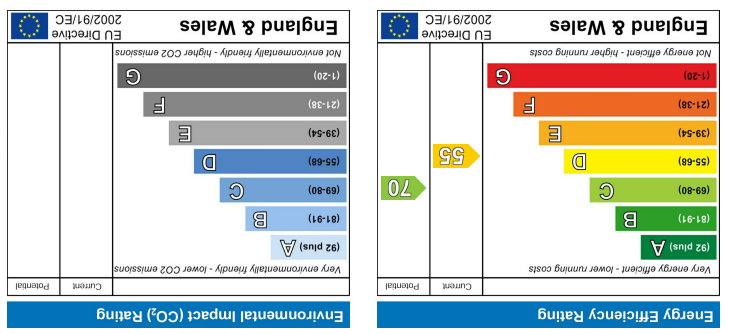 Energy Efficiency Rating
Current
Potential
Very energy efficient - lower running costs
(92 plus) A
(81-91) B
(69-80) C
(55-68) D
(39-54) E
(21-38) F
(1-20) G
55
70
Not energy efficient - higher running costs
England & Wales
EU Directive
2002/91/EC
Environmental Impact (CO₂) Rating
Current
Potential
Very environmentally friendly - lower CO2 emissions
(92 plus) A
(81-91) B
(69-80) C
(55-68) D
(39-54) E
(21-38) F
(1-20) G
Not environmentally friendly - higher CO2 emissions
England & Wales
EU Directive
2002/91/EC